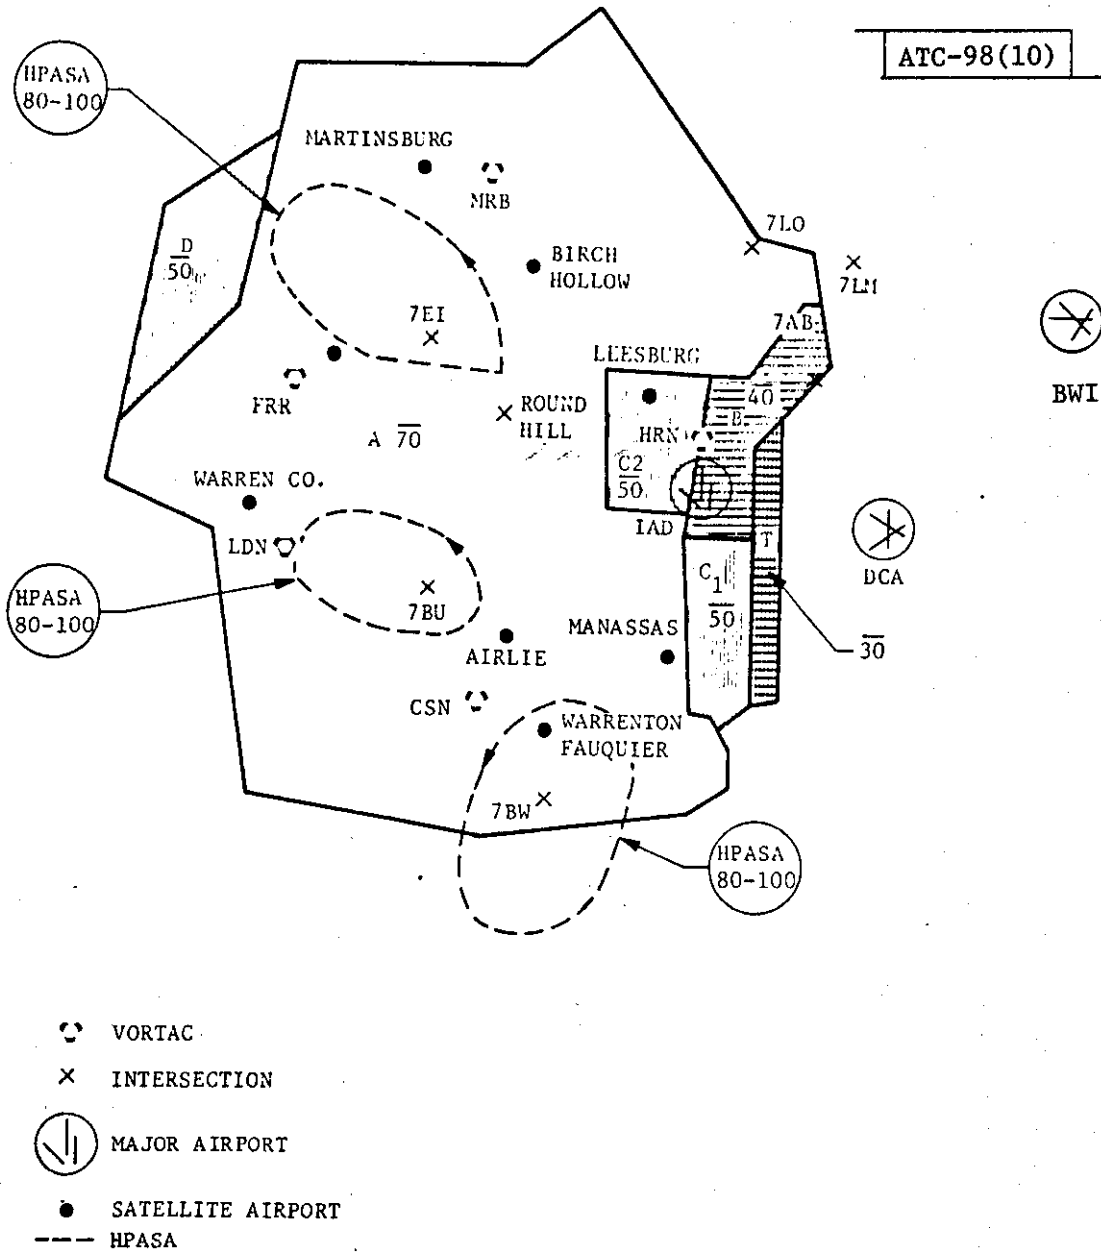 ATC-98(10)
HPASA
80-100
MARTINSBURG
MRB
7LO
D
50
BIRCH
HOLLOW
7LM
7EI
7AB
LEESBURG
BWI
FRR
40
ROUND
HILL
B
HRN
A 70
C2
50
WARREN CO.
IAD
T
LDN
DCA
C1
50
HPASA
80-100
7BU
MANASSAS
30
AIRLIE
CSN
WARRENTON
FAUQUIER
7BW
HPASA
80-100
VORTAC
INTERSECTION
MAJOR AIRPORT
SATELLITE AIRPORT
HPASA